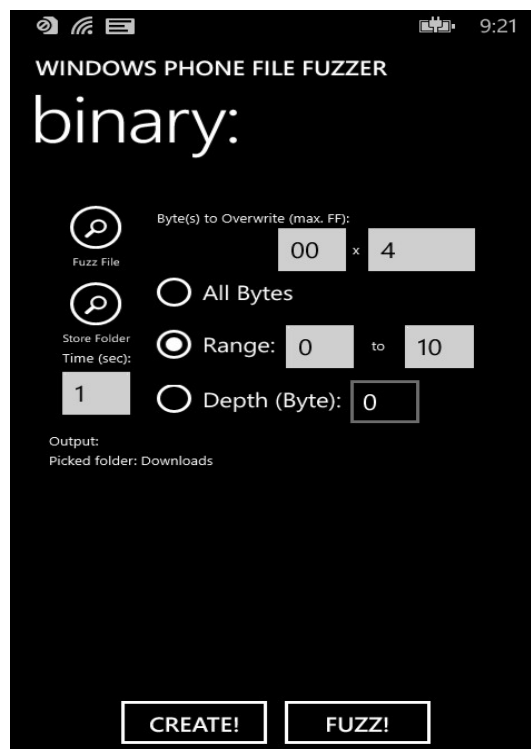 9:21
WINDOWS PHONE FILE FUZZER
binary:
Byte(s) to Overwrite (max. FF):
00 x 4
Fuzz File
All Bytes
Store Folder
Range: 0 to 10
Time (sec):
1
Depth (Byte): 0
Output:
Picked folder: Downloads
CREATE! FUZZ!